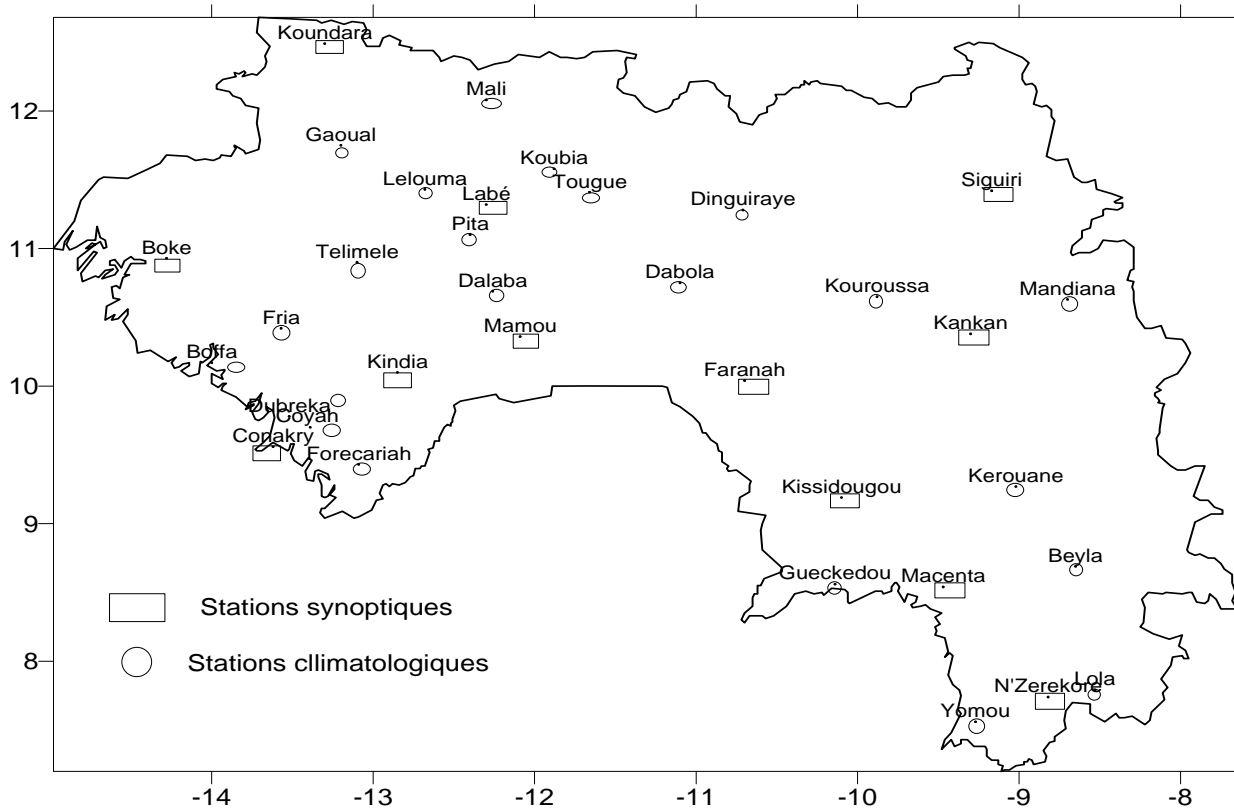 Koundara
Mali
12
Gaoual
Koubia
Lelouma
Tougue
Siguiri
Labé
Dinguiraye
Pita
11
Boke
Telimele
Dabola
Dalaba
Kouroussa
Mandiana
Fria
Mamou
Kankan
Boffa
Kindia
Faranah
10
Dubreka
Coyah
Conakry
Forecariah
Kerouane
Kissidougou
9
Beyla
Gueckedou
Macenta
Stations synoptiques
8
Stations cllimatologiques
Lola
N'Zerekore
Yomou
-14 -13 -12 -11 -10 -9 -8